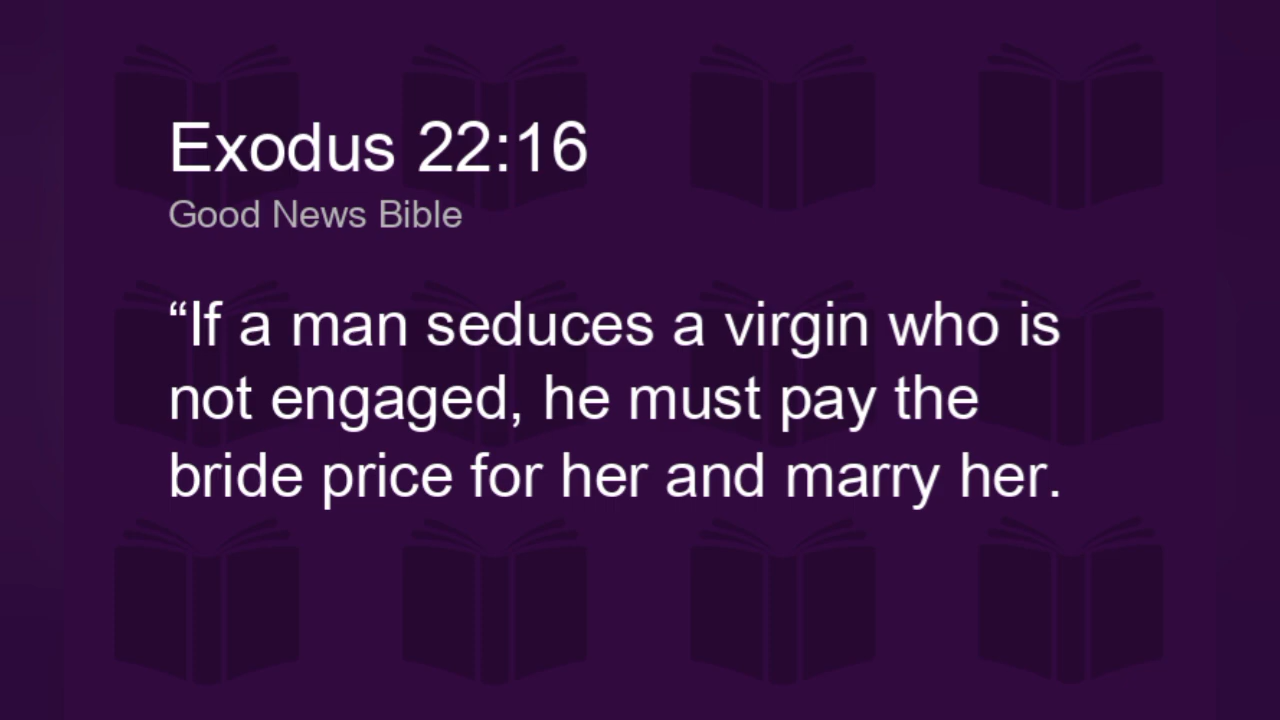 Exodus 22:16
Good News Bible
“If a man seduces a virgin who is
not engaged, he must pay the
bride price for her and marry her.